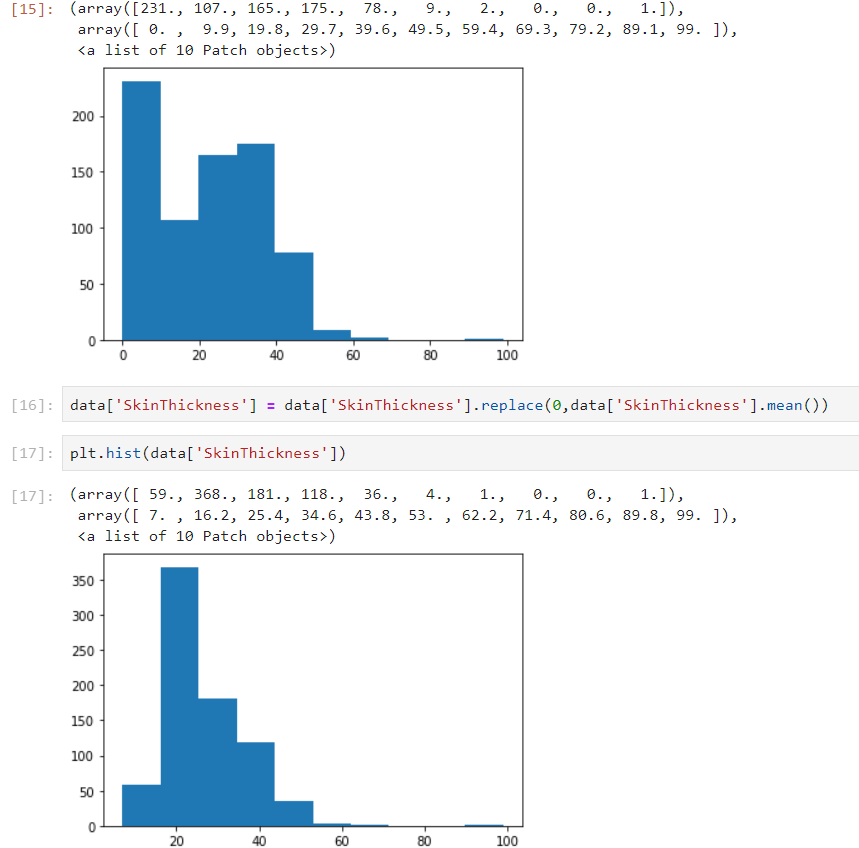 [15]: (array([231., 107., 165., 175., 78., 9., 2., 0., 0., 1.]),
array([ 0. , 9.9, 19.8, 29.7, 39.6, 49.5, 59.4, 69.3, 79.2, 89.1, 99. ]),
<a list of 10 Patch objects>)
200
150
100
50
0
0 20 40 60 80 100
[16]: data['SkinThickness'] = data['SkinThickness'].replace(0,data['SkinThickness'].mean())
[17]: plt.hist(data['SkinThickness'])
[17]: (array([ 59., 368., 181., 118., 36., 4., 1., 0., 0., 1.]),
array([ 7. , 16.2, 25.4, 34.6, 43.8, 53. , 62.2, 71.4, 80.6, 89.8, 99. ]),
<a list of 10 Patch objects>)
350
300
250
200
150
100
50
0
20 40 60 80 100